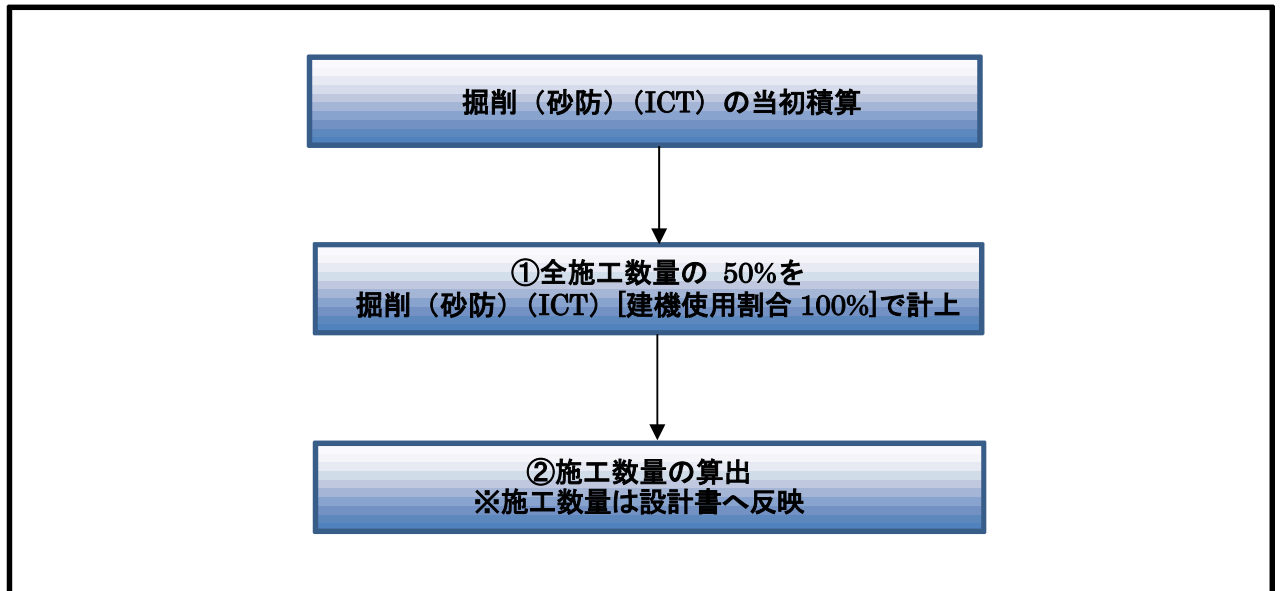 掘削（砂防）(ICT) の当初積算
①全施工数量の 50%を
掘削（砂防）(ICT) [建機使用割合 100%]で計上
②施工数量の算出
※施工数量は設計書へ反映